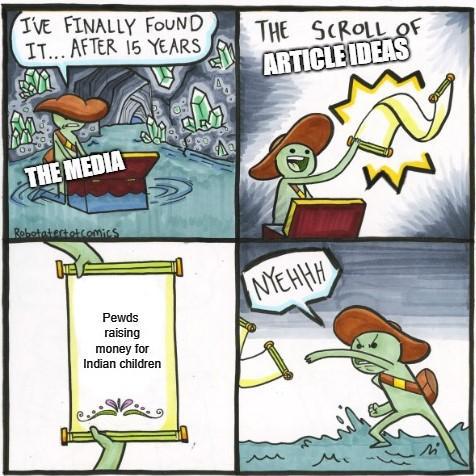 I'VE FINALLY FOUND
IT... AFTER 15 YEARS
THE MEDIA
Robotatertotcomics
THE SCROLL OF
ARTICLE IDEAS
Pewds
raising
money for
Indian children
NYEHHH